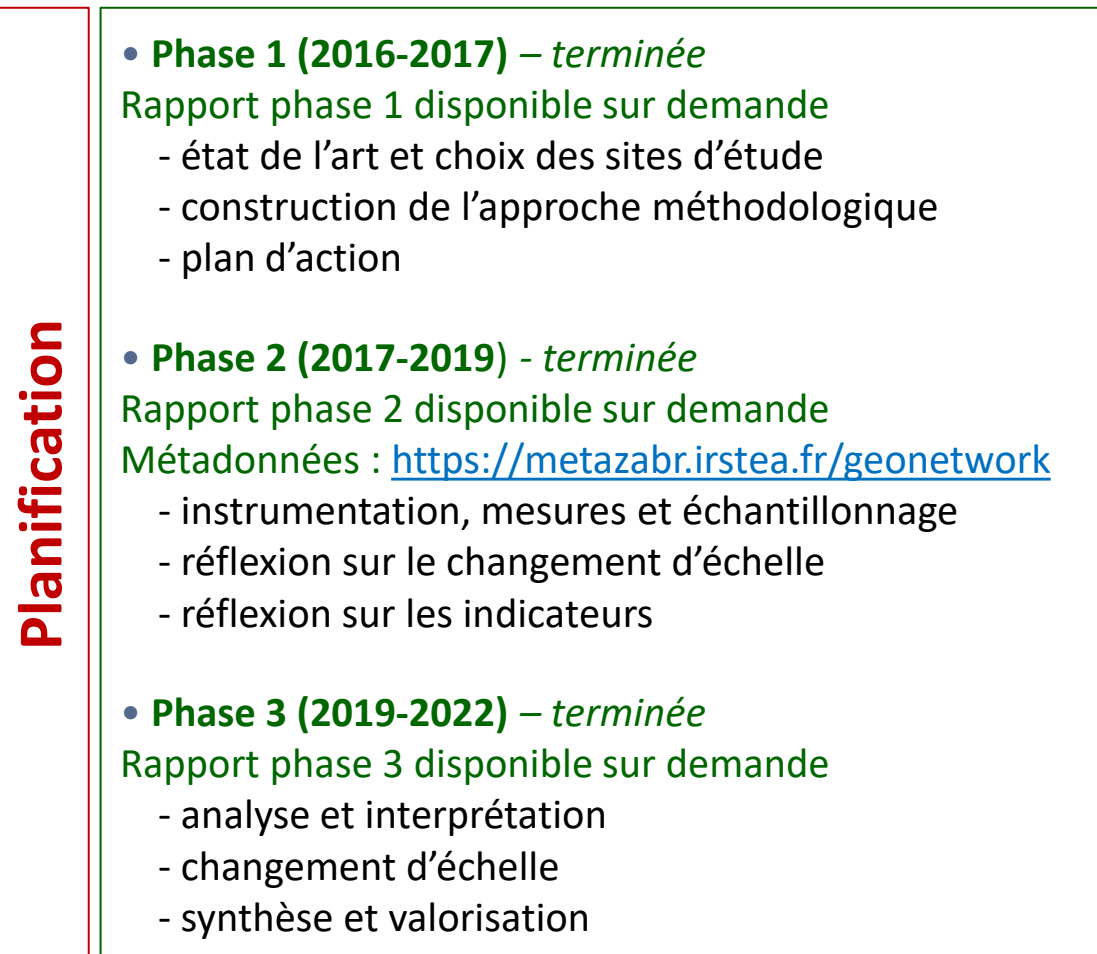 Planification
• Phase 1 (2016-2017) – terminée
Rapport phase 1 disponible sur demande
- état de l’art et choix des sites d’étude
- construction de l’approche méthodologique
- plan d’action
• Phase 2 (2017-2019) - terminée
Rapport phase 2 disponible sur demande
Métadonnées : https://metazabr.irstea.fr/geonetwork
- instrumentation, mesures et échantillonnage
- réflexion sur le changement d’échelle
- réflexion sur les indicateurs
• Phase 3 (2019-2022) – terminée
Rapport phase 3 disponible sur demande
- analyse et interprétation
- changement d’échelle
- synthèse et valorisation